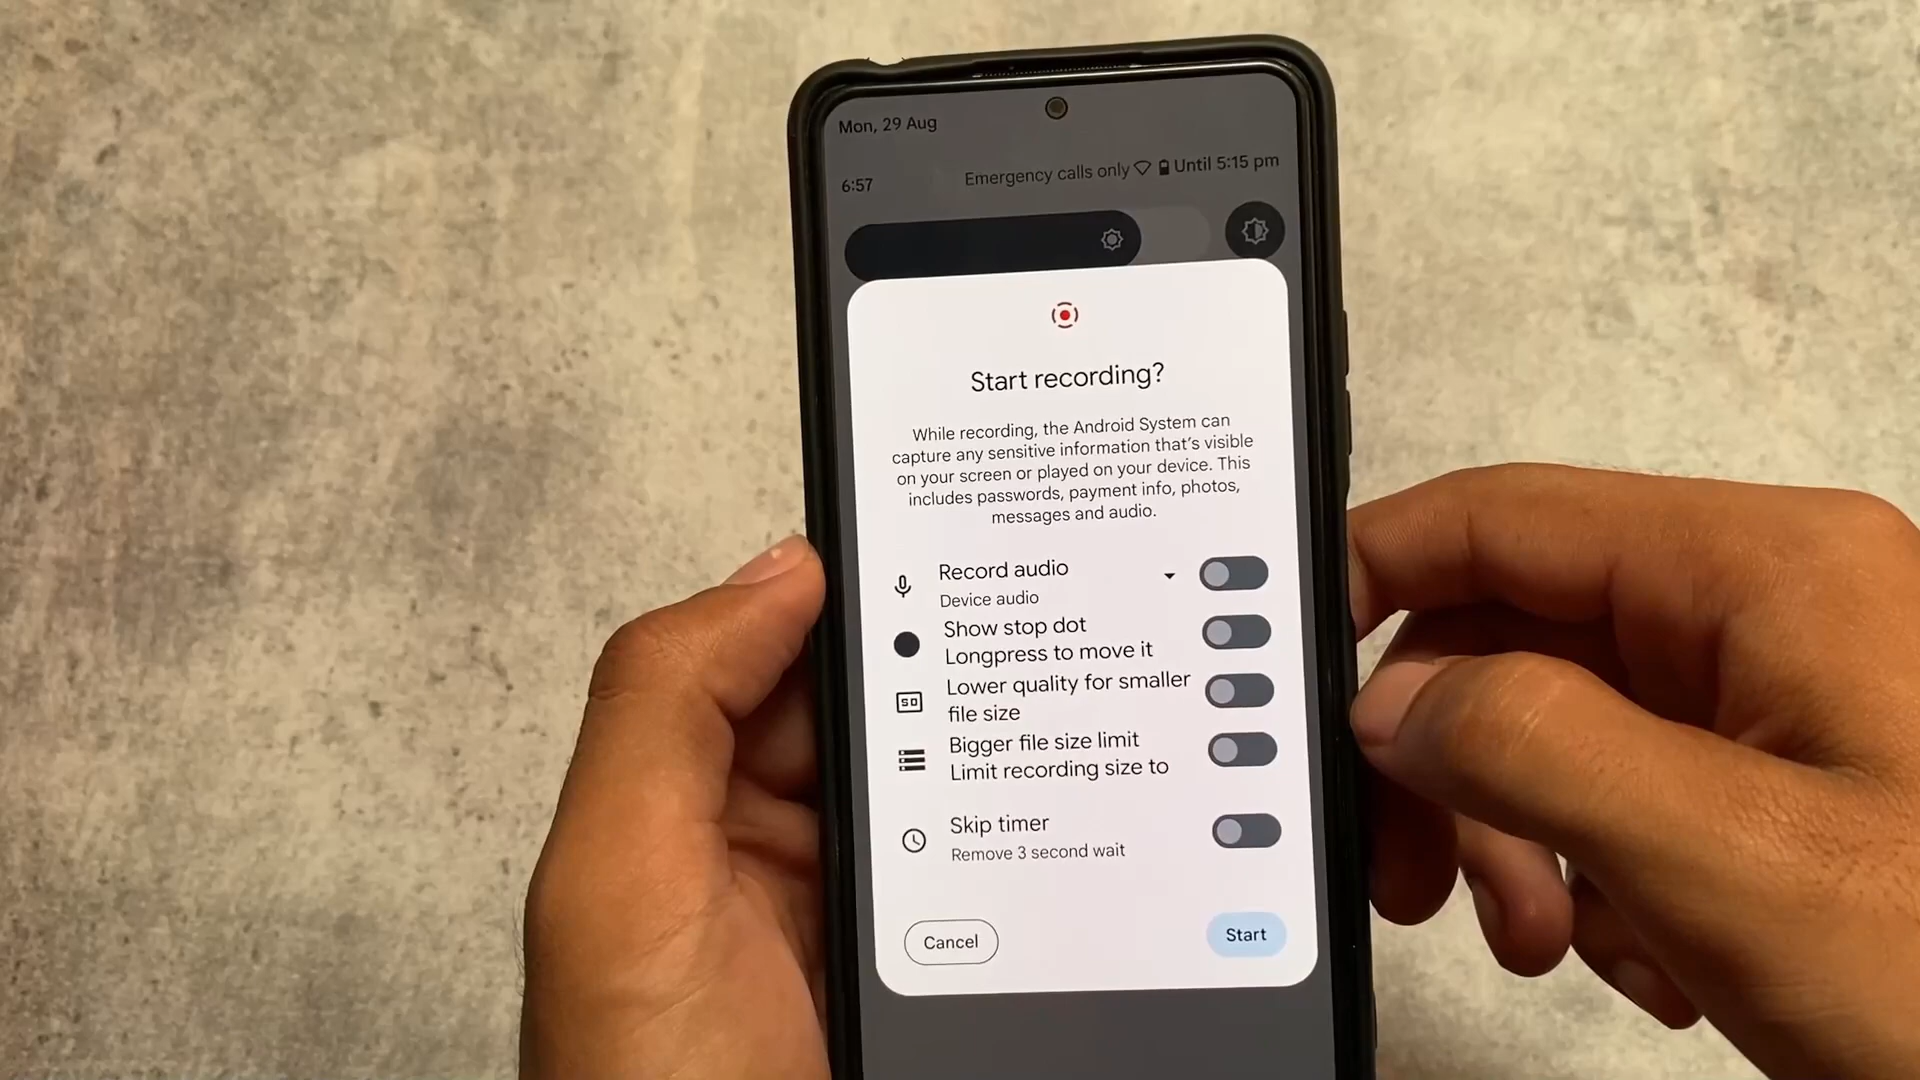 Mon, 29 Aug
6:57
Emergency calls only Until 5:15 pm
Start recording?
While recording, the Android System can
capture any sensitive information that's visible
on your screen or played on your device. This
includes passwords, payment info, photos,
messages and audio.
Record audio
Device audio
Show stop dot
Longpress to move it
SD
Lower quality for smaller
file size
Bigger file size limit
Limit recording size to
Skip timer
Remove 3 second wait
Cancel
Start